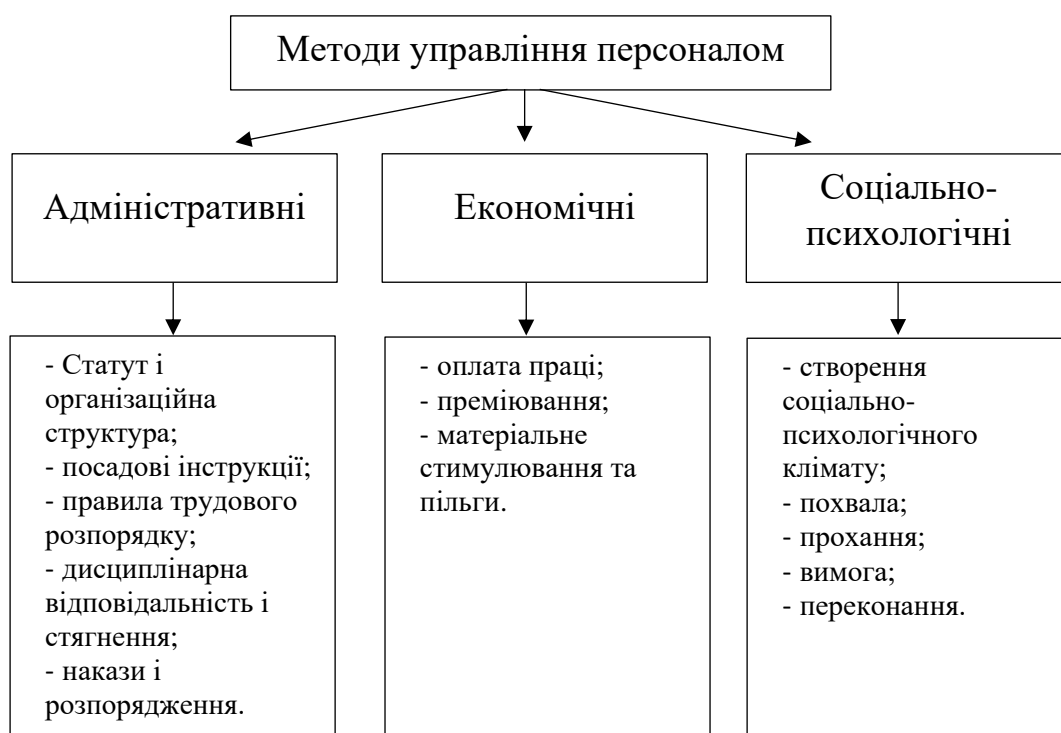 Методи управління персоналом
Адміністративні
Економічні
Соціально-
психологічні
- Статут і
організаційна
структура;
- посадові інструкції;
- правила трудового
розпорядку;
- дисциплінарна
відповідальність і
стягнення;
- накази і
розпорядження.
- оплата праці;
- преміювання;
- матеріальне
стимулювання та
пільги.
- створення
соціально-
психологічного
клімату;
- похвала;
- прохання;
- вимога;
- переконання.